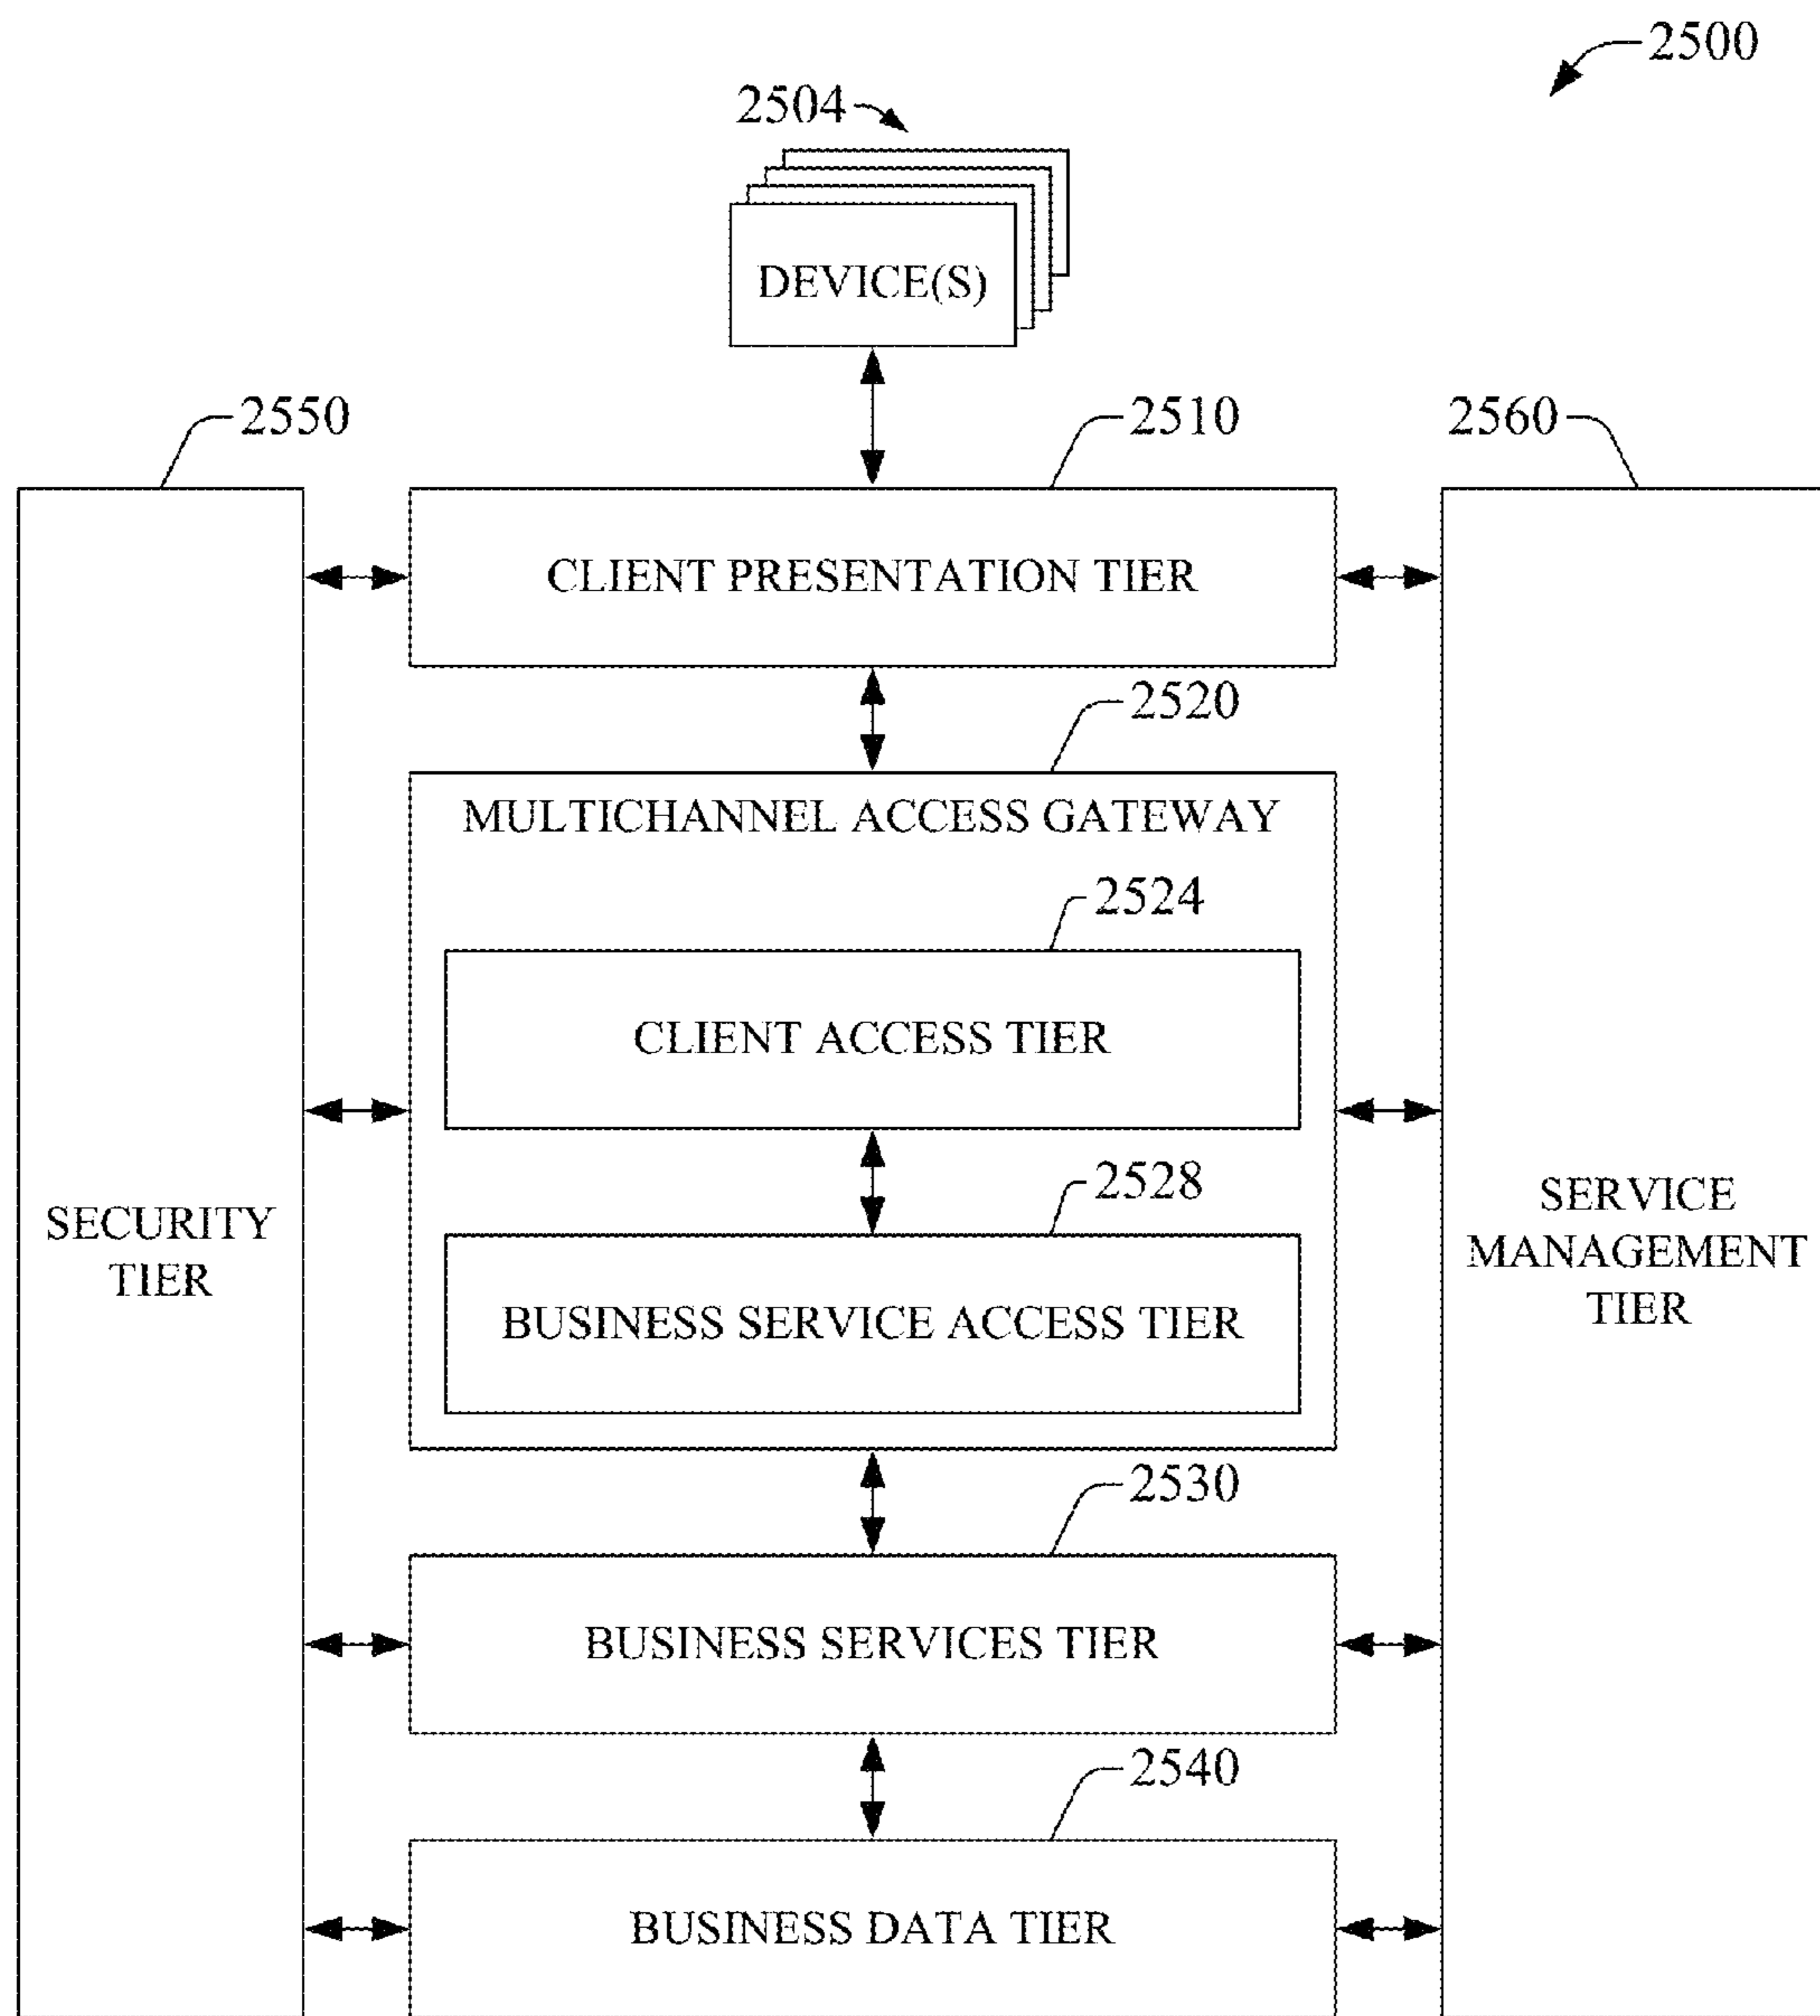 2500
2504
DEVICE(S)
2550
2510
2560
CLIENT PRESENTATION TIER
2520
MULTICHANNEL ACCESS GATEWAY
2524
CLIENT ACCESS TIER
2528
SECURITY
TIER
SERVICE
MANAGEMENT
TIER
BUSINESS SERVICE ACCESS TIER
2530
BUSINESS SERVICES TIER
2540
BUSINESS DATA TIER